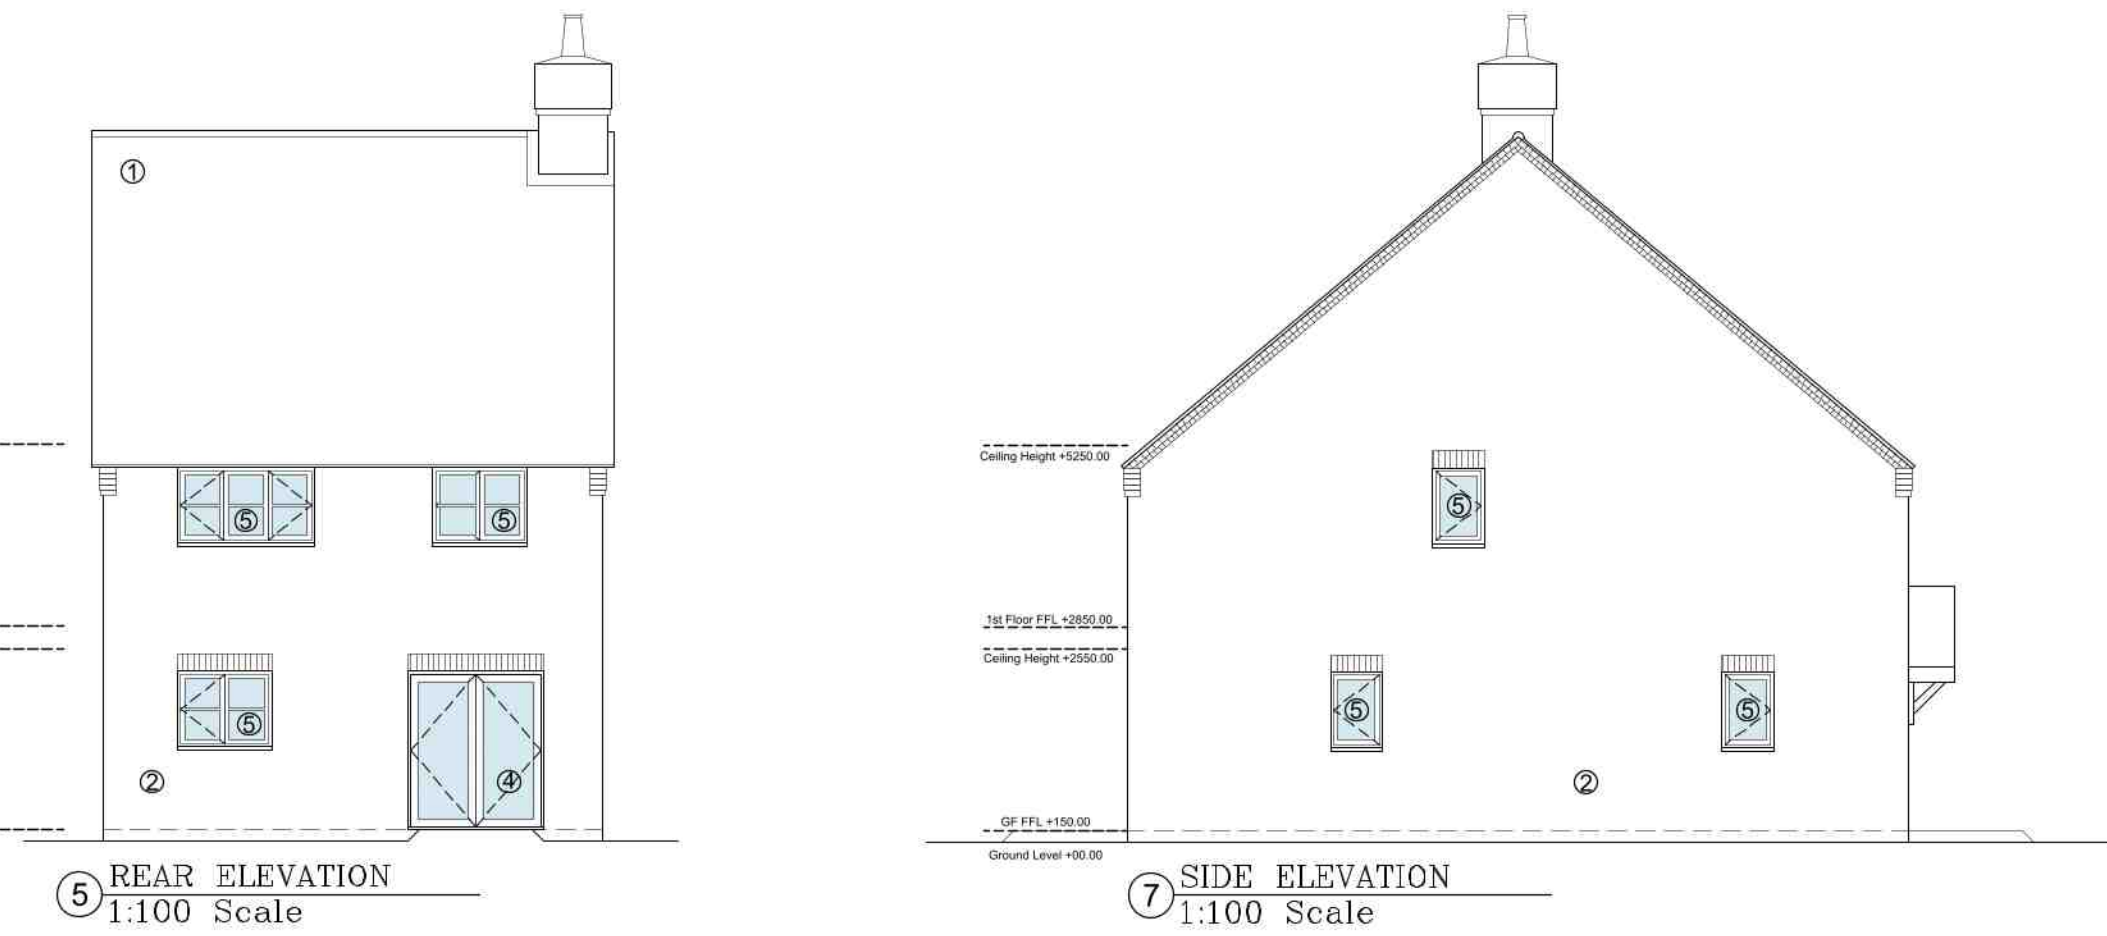 1
5
5
5
2
4
5 REAR ELEVATION
1:100 Scale
Ceiling Height +5250.00
5
1st Floor FFL +2850.00
Ceiling Height +2550.00
5
5
2
GF FFL +150.00
Ground Level +00.00
7 SIDE ELEVATION
1:100 Scale